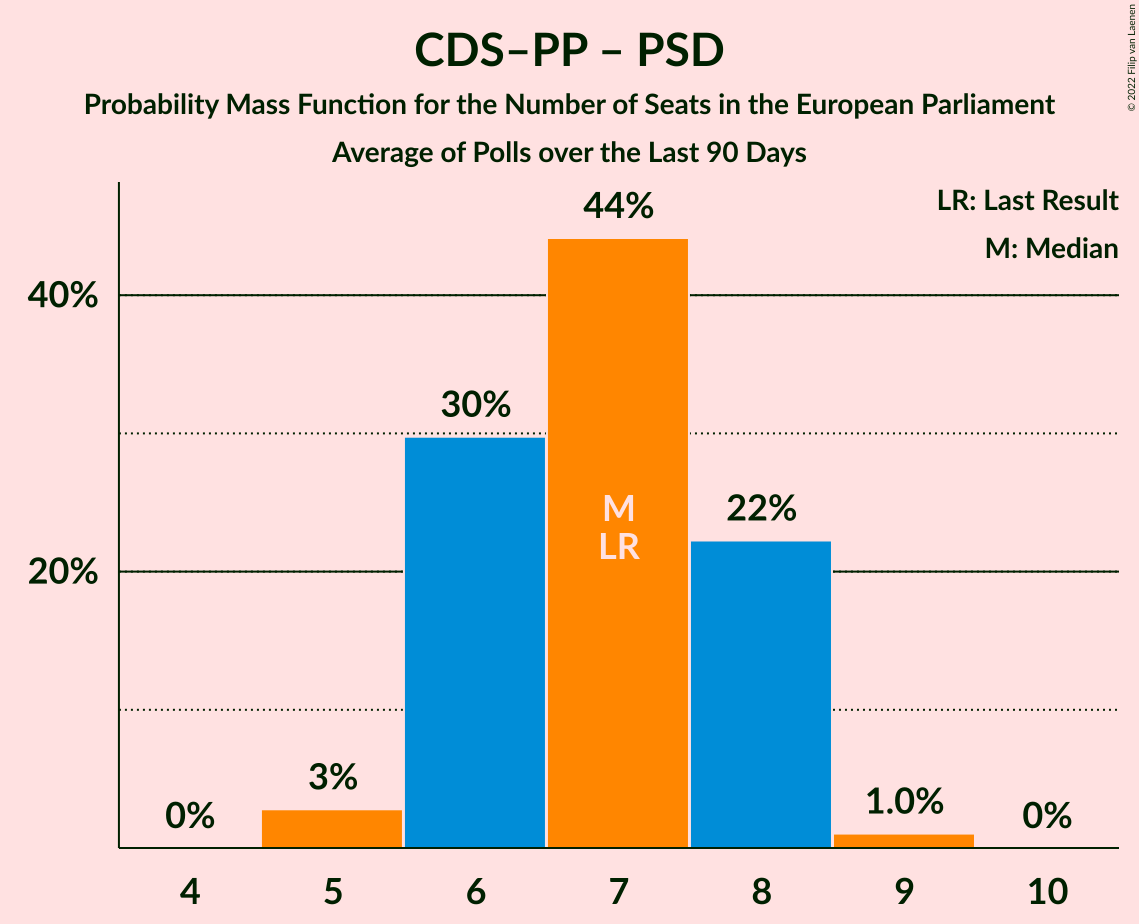 CDS–PP – PSD
Probability Mass Function for the Number of Seats in the European Parliament
Average of Polls over the Last 90 Days
© 2022 Filip van Laenen
LR: Last Result
M: Median
44%
40%
30%
M
LR
22%
20%
3%
0%
1.0%
0%
4 5 6 7 8 9 10